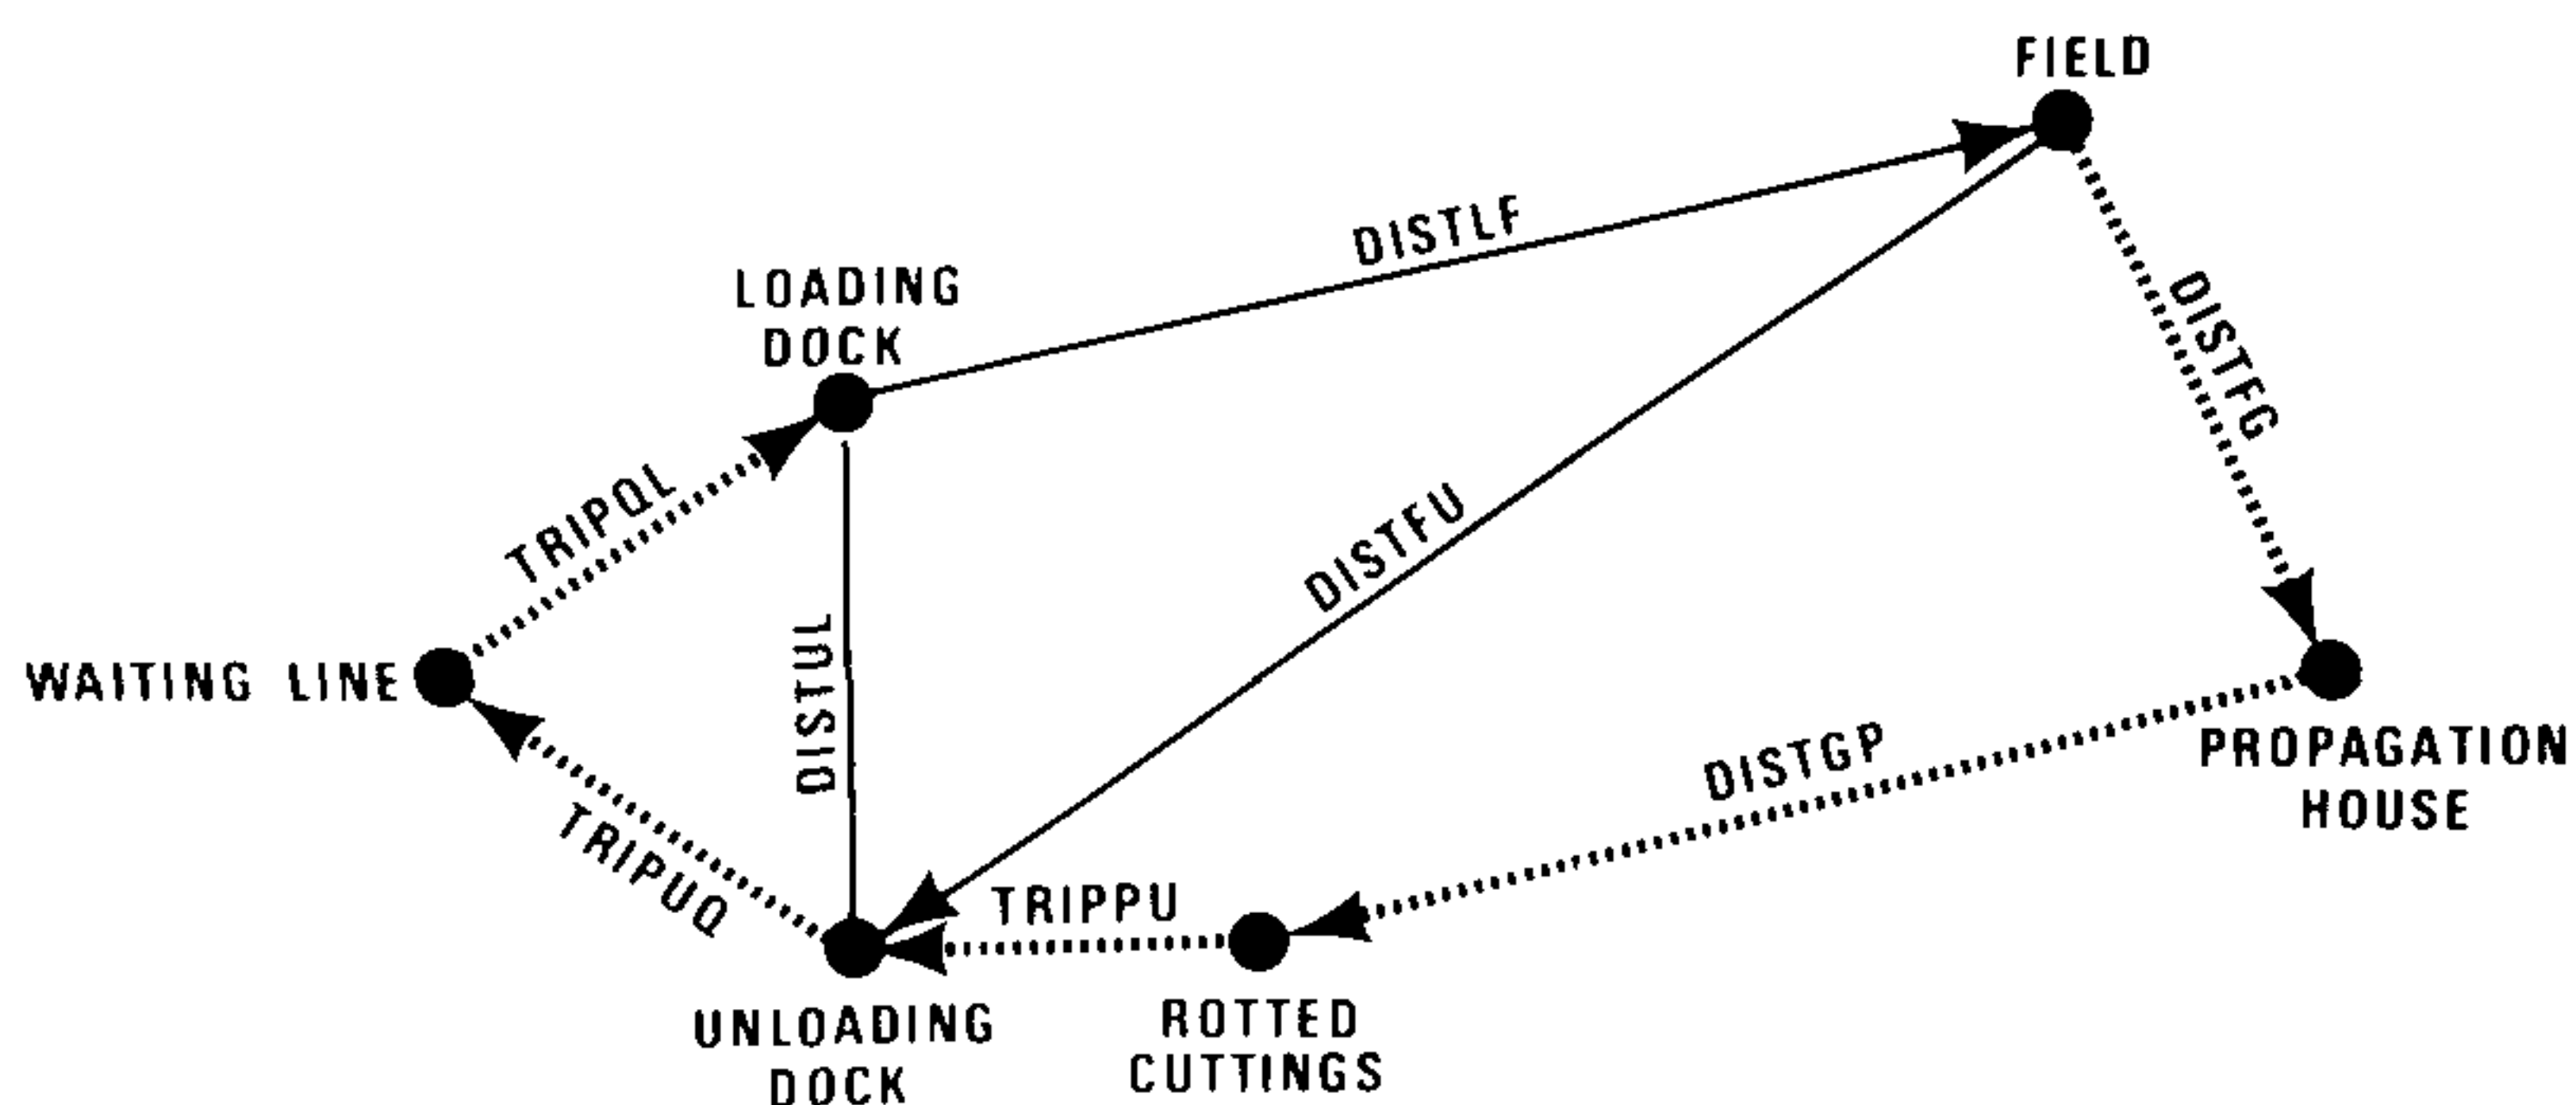 FIELD
DISTLF
LOADING
DOCK
DISTFG
TRIPQL
DISTFU
DISTUL
WAITING LINE
DISTGP
PROPAGATION
HOUSE
TRIPUQ
TRIPPU
UNLOADING
DOCK
ROTTED
CUTTINGS